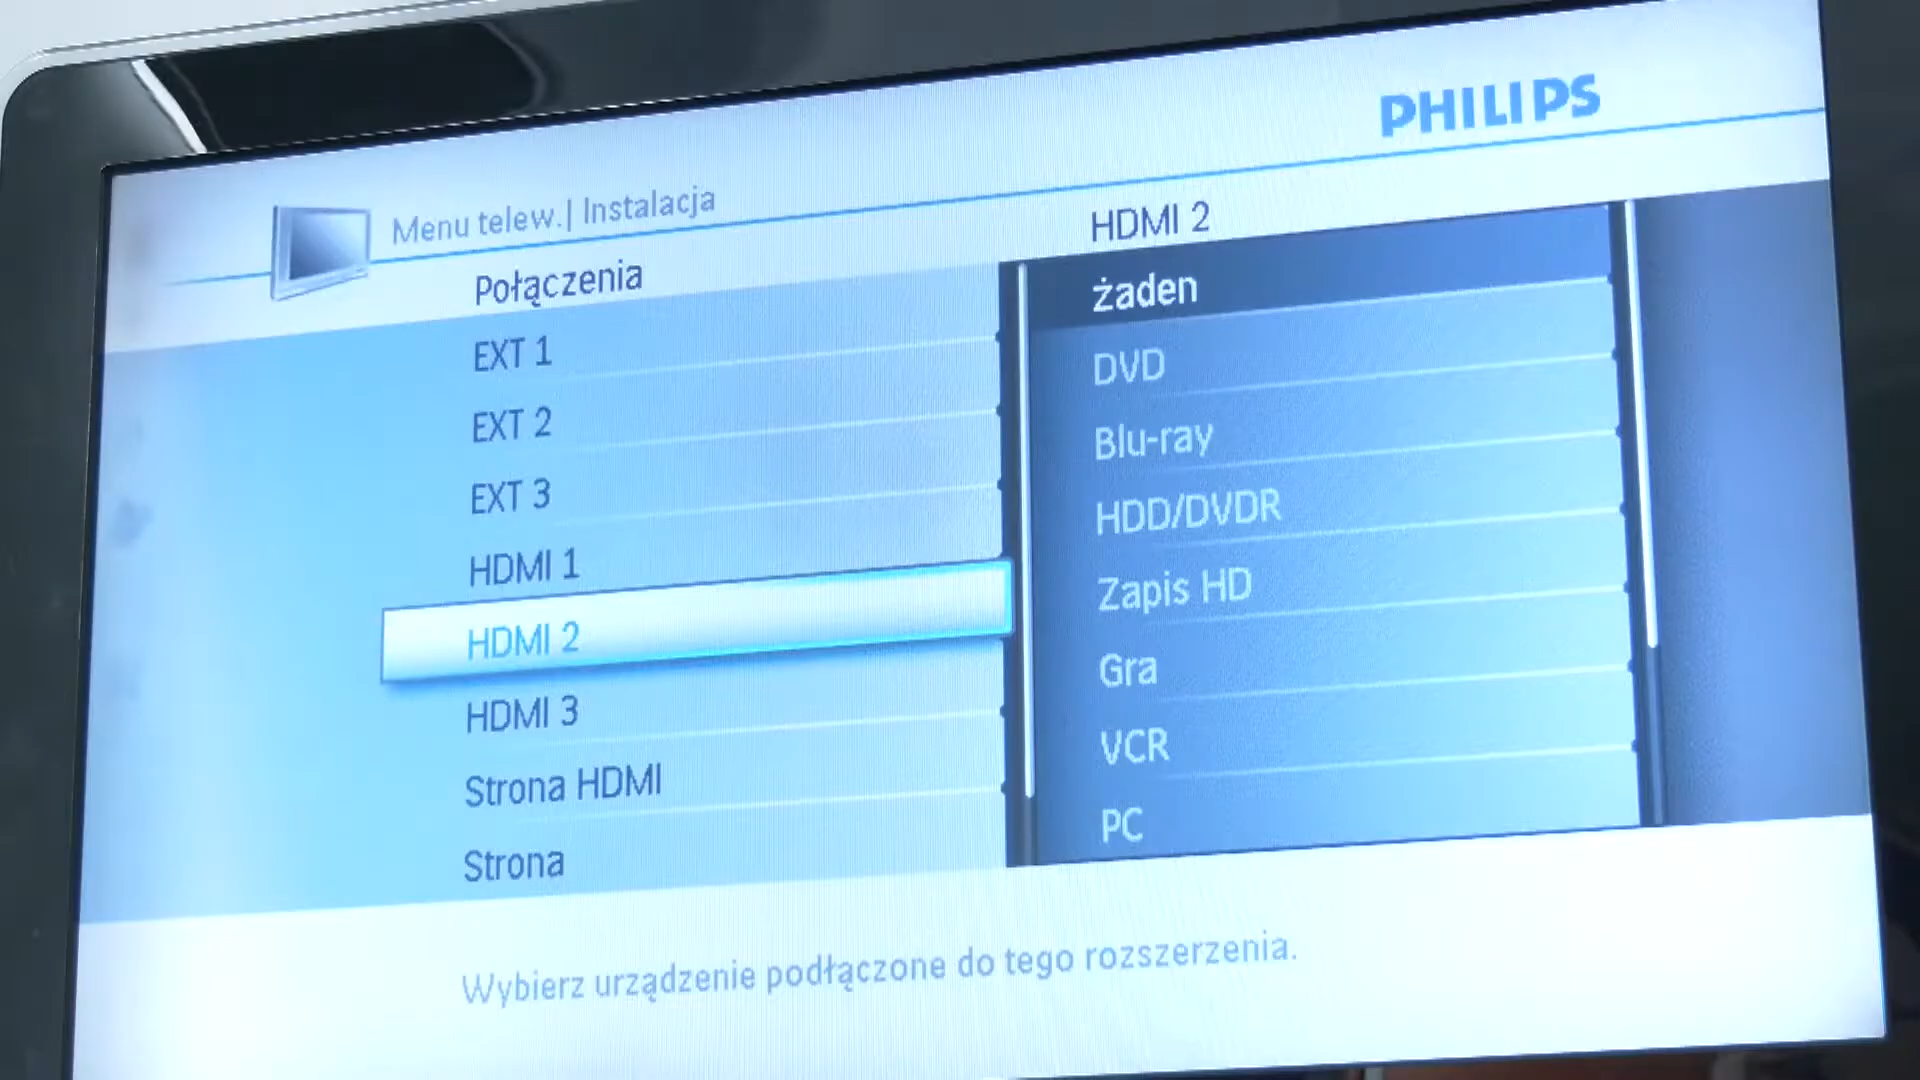 PHILIPS
Menu telew.| Instalacja
Połączenia
EXT 1
EXT 2
EXT 3
HDMI 1
HDMI 2
HDMI 3
Strona HDMI
Strona
HDMI 2
żaden
DVD
Blu-ray
HDD/DVDR
Zapis HD
Gra
VCR
PC
Wybierz urządzenie podłączone do tego rozszerzenia.